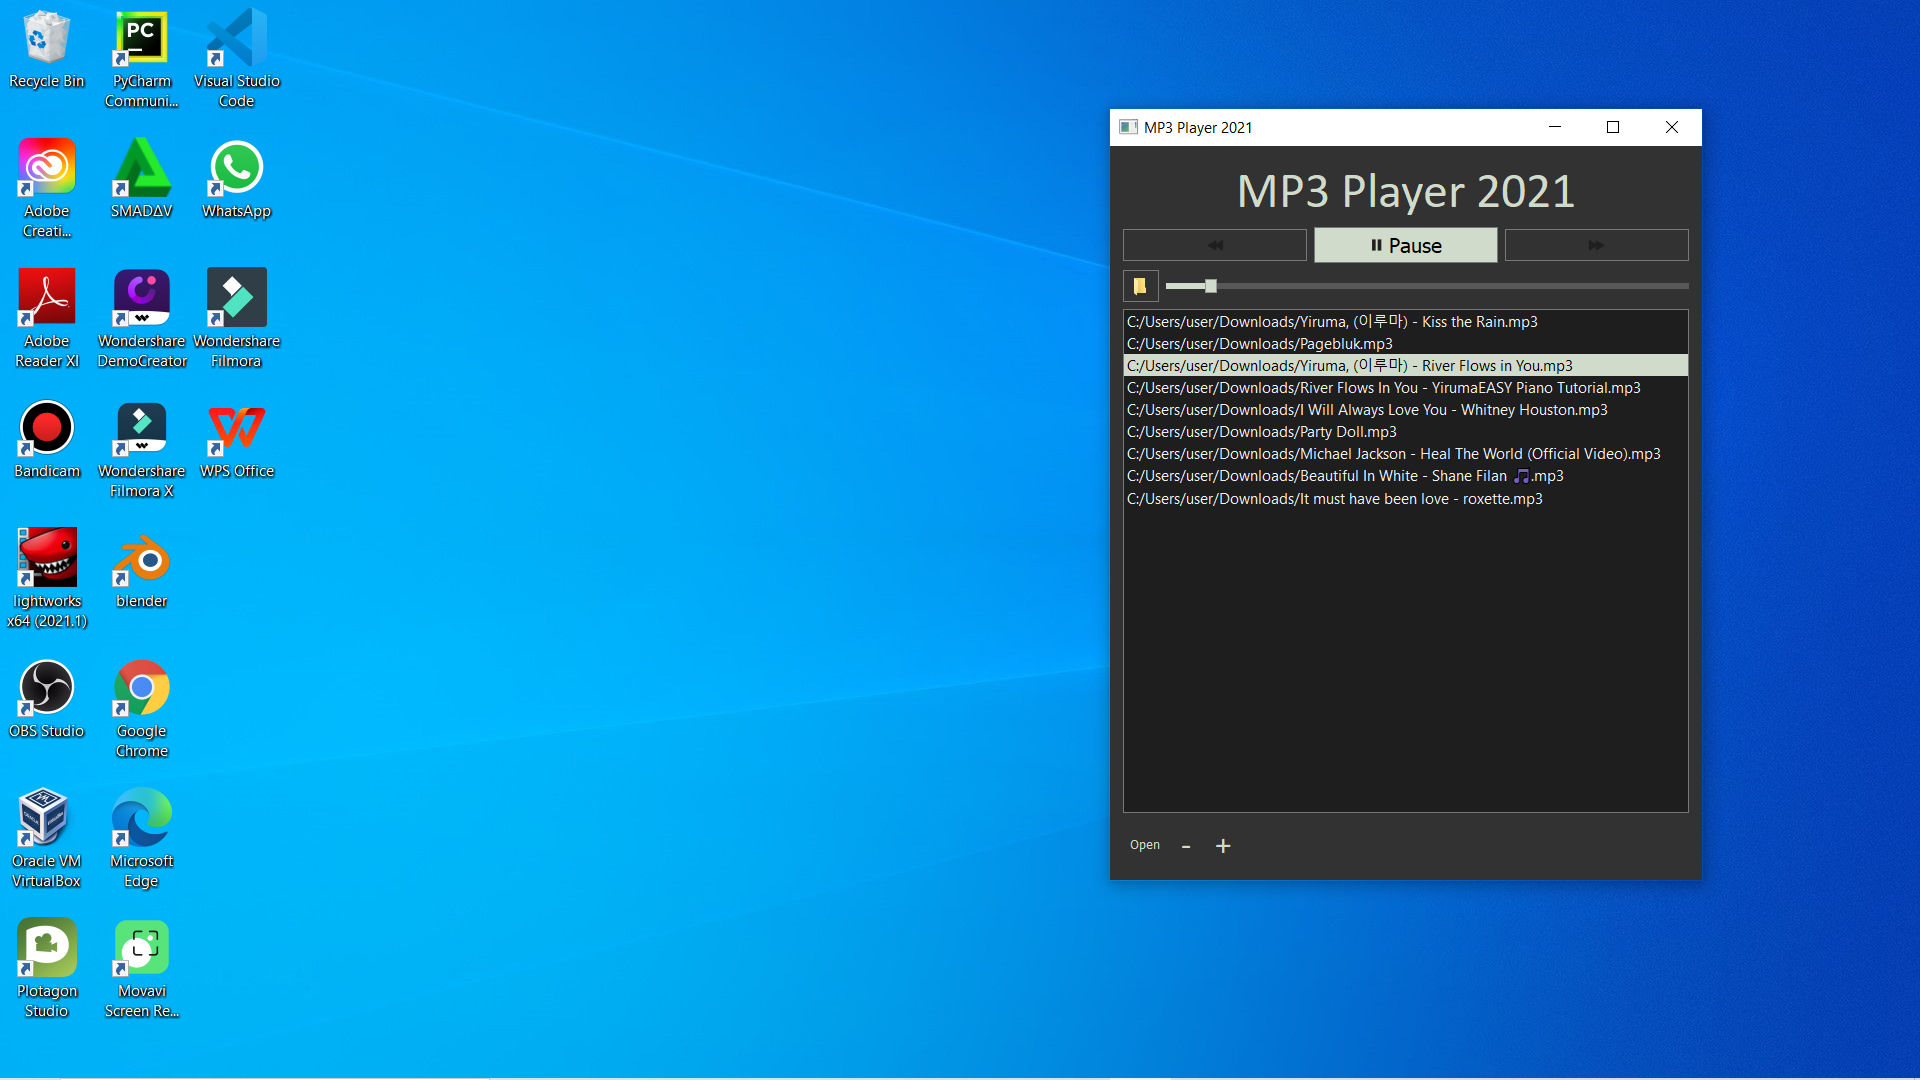 Recycle Bin
PyCharm
Communi...
Visual Studio
Code
Adobe
Creati...
SMADΔV
WhatsApp
Adobe
Reader XI
Wondershare
DemoCreator
Wondershare
Filmora
Bandicam
Wondershare
Filmora X
WPS Office
lightworks
x64 (2021.1)
blender
OBS Studio
Google
Chrome
Oracle VM
VirtualBox
Microsoft
Edge
Plotagon
Studio
Movavi
Screen Re...
MP3 Player 2021
MP3 Player 2021
Pause
C:/Users/user/Downloads/Yiruma, (이루마) - Kiss the Rain.mp3
C:/Users/user/Downloads/Pagebluk.mp3
C:/Users/user/Downloads/Yiruma, (이루마) - River Flows in You.mp3
C:/Users/user/Downloads/River Flows In You - YirumaEASY Piano Tutorial.mp3
C:/Users/user/Downloads/I Will Always Love You - Whitney Houston.mp3
C:/Users/user/Downloads/Party Doll.mp3
C:/Users/user/Downloads/Michael Jackson - Heal The World (Official Video).mp3
C:/Users/user/Downloads/Beautiful In White - Shane Filan 🎵.mp3
C:/Users/user/Downloads/It must have been love - roxette.mp3
Open - +